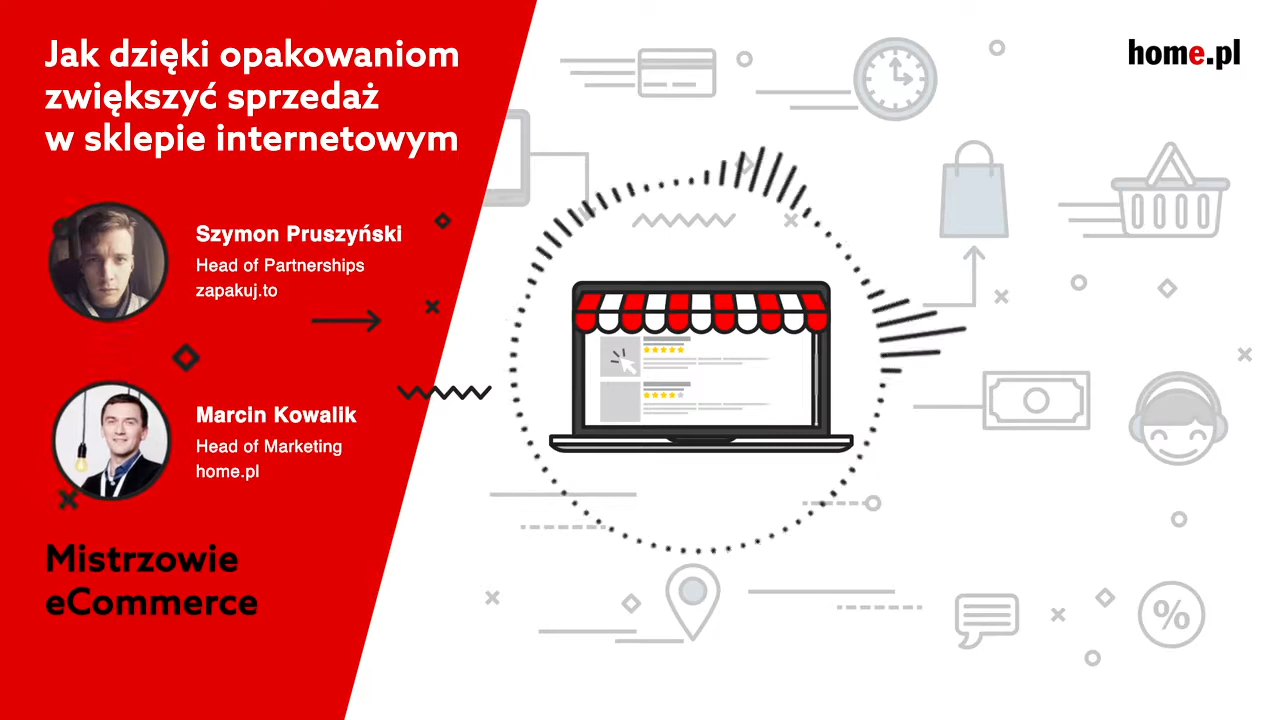 Jak dzięki opakowaniom
zwiększyć sprzedaż
w sklepie internetowym
home.pl
Szymon Pruszyński
Head of Partnerships
zapakuj.to
Marcin Kowalik
Head of Marketing
home.pl
Mistrzowie
eCommerce
%